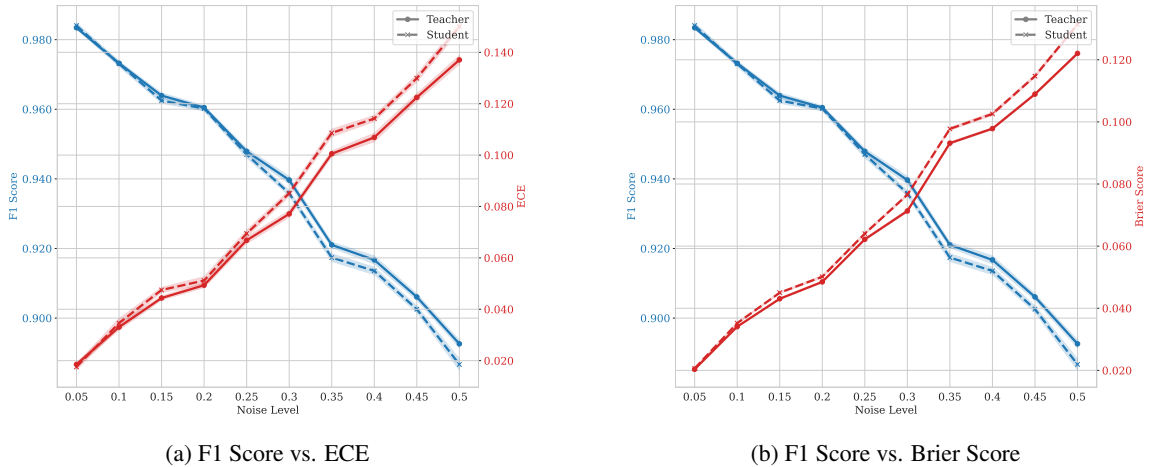 Teacher
Student
0.980
0.960
0.940
0.920
0.900
F1 Score
0.140
0.120
0.100
0.080
0.060
0.040
0.020
ECE
0.05 0.1 0.15 0.2 0.25 0.3 0.35 0.4 0.45 0.5
Noise Level
(a) F1 Score vs. ECE
Teacher
Student
0.980
0.960
0.940
0.920
0.900
F1 Score
0.120
0.100
0.080
0.060
0.040
0.020
Brier Score
0.05 0.1 0.15 0.2 0.25 0.3 0.35 0.4 0.45 0.5
Noise Level
(b) F1 Score vs. Brier Score